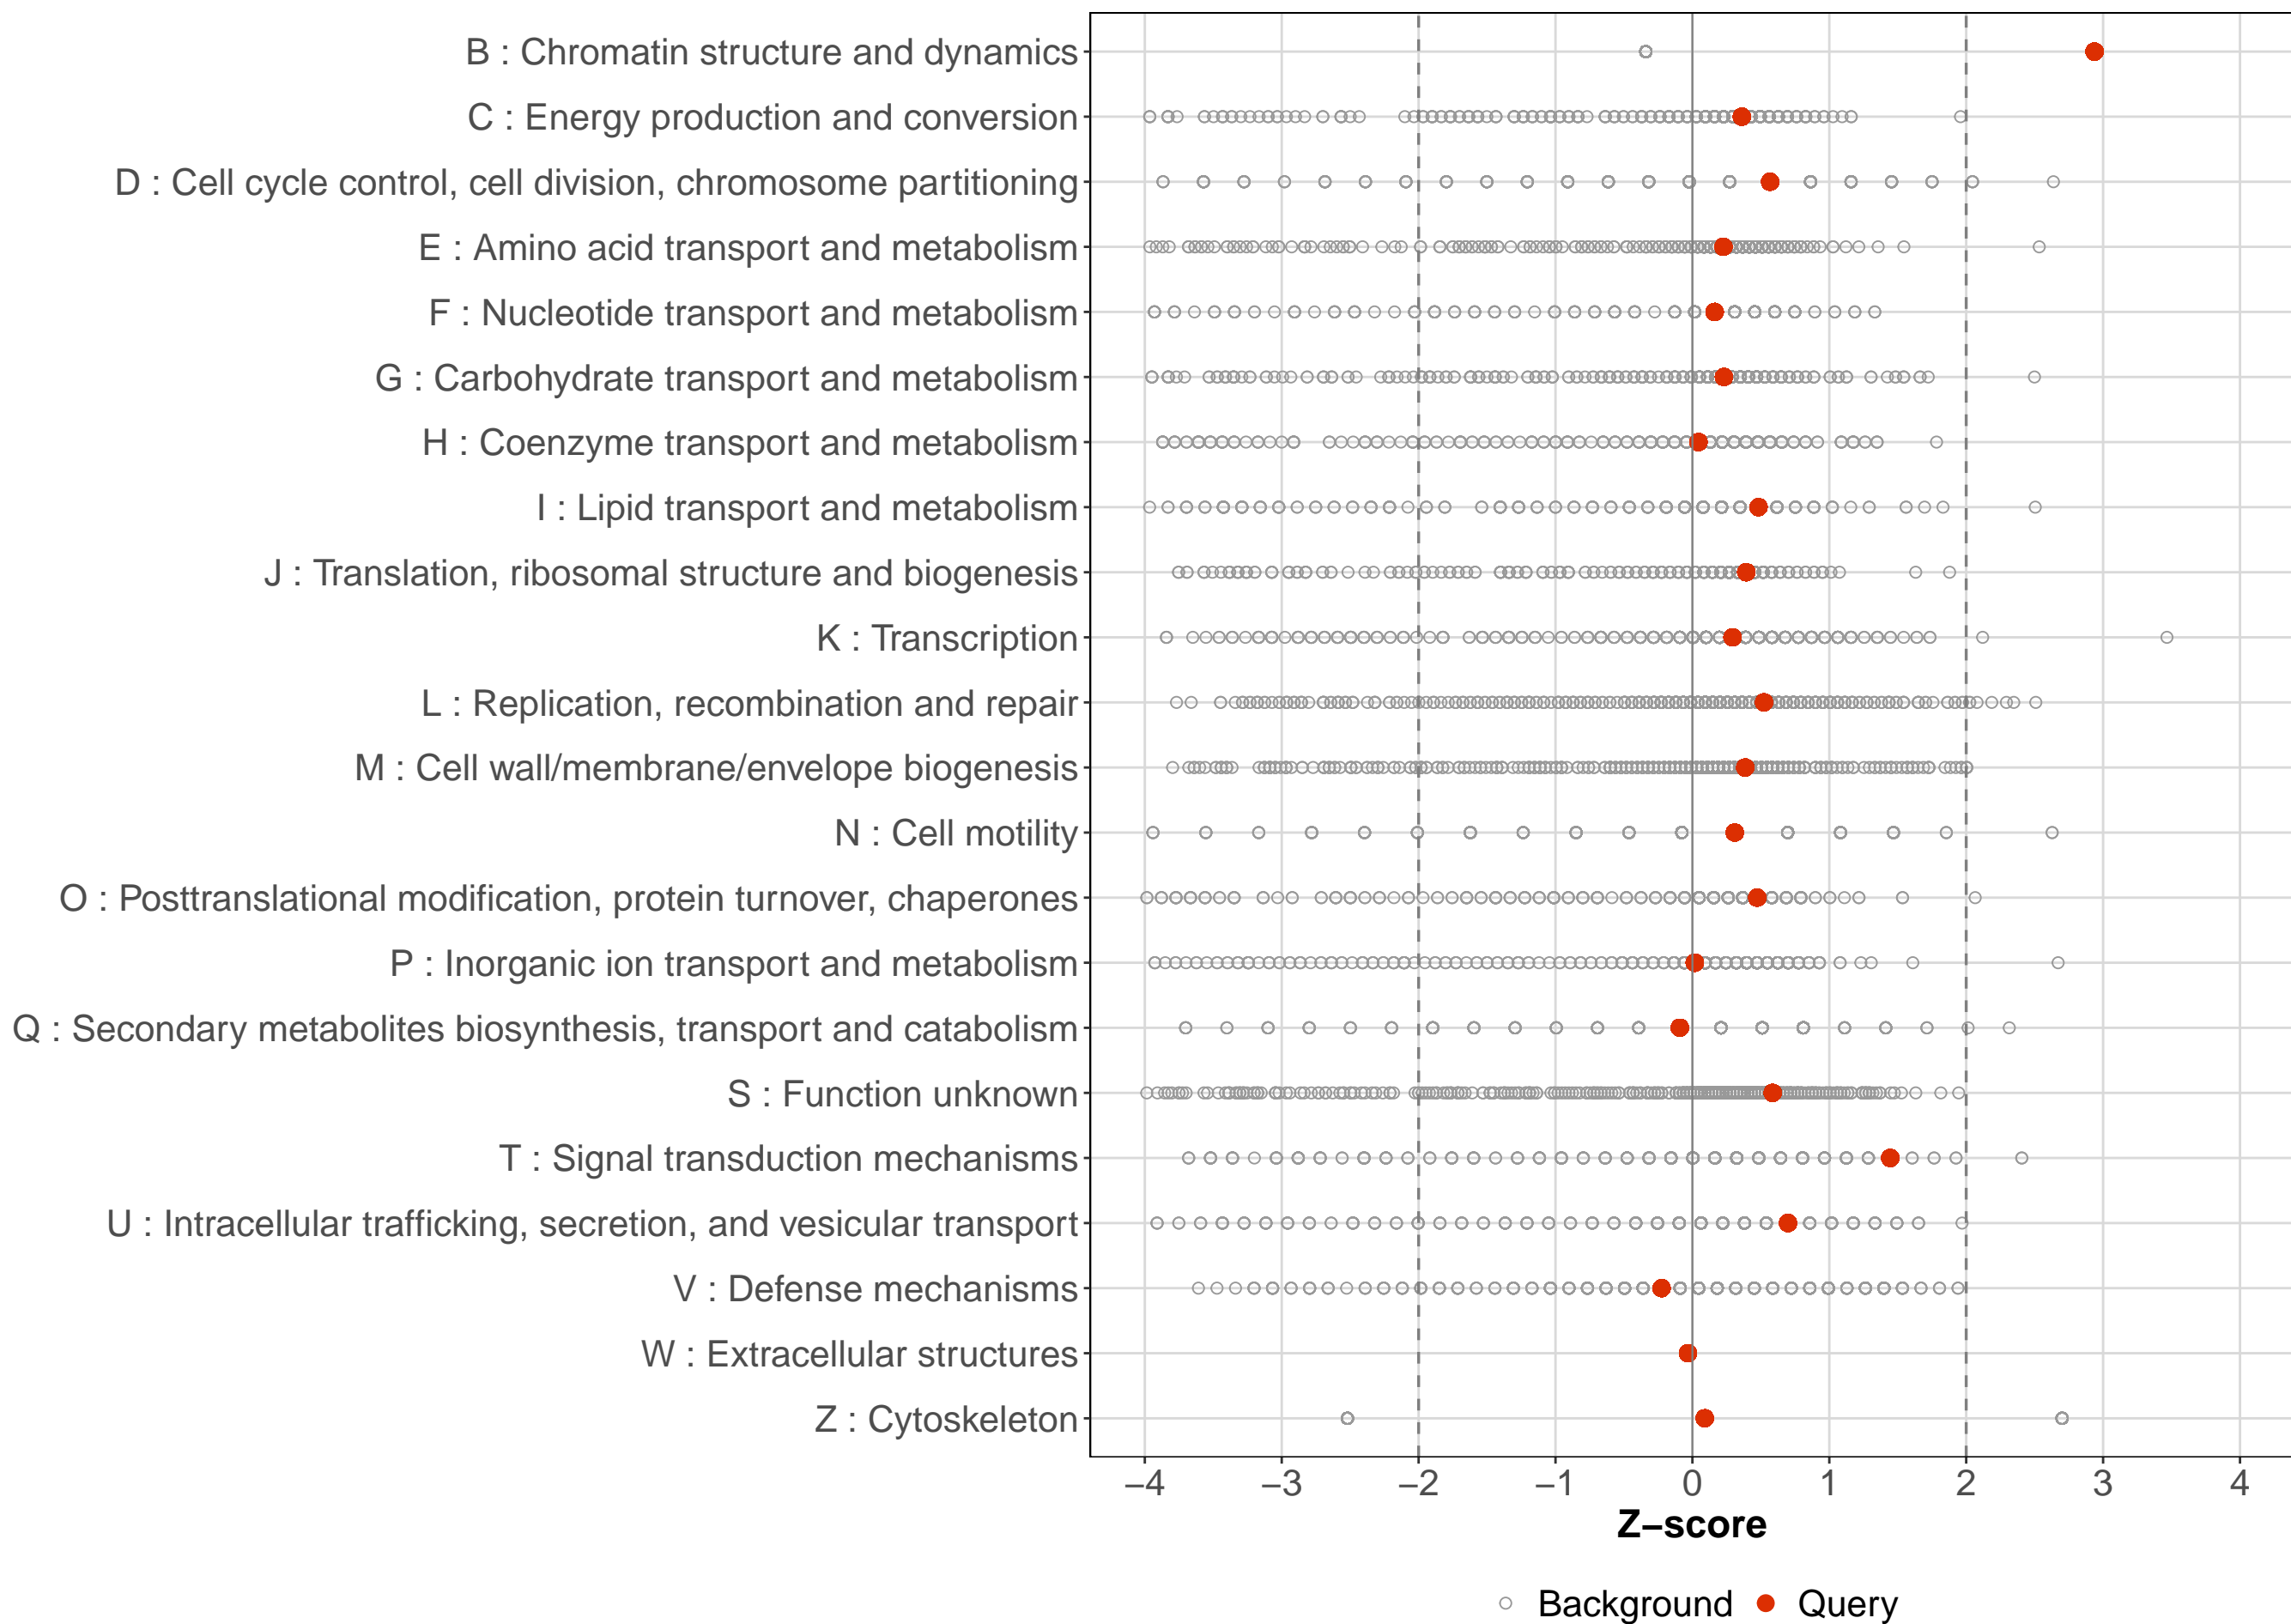 B : Chromatin structure and dynamics
C : Energy production and conversion
D : Cell cycle control, cell division, chromosome partitioning
E : Amino acid transport and metabolism
F : Nucleotide transport and metabolism
G : Carbohydrate transport and metabolism
H : Coenzyme transport and metabolism
I : Lipid transport and metabolism
J : Translation, ribosomal structure and biogenesis
K : Transcription
L : Replication, recombination and repair
M : Cell wall/membrane/envelope biogenesis
N : Cell motility
O : Posttranslational modification, protein turnover, chaperones
P : Inorganic ion transport and metabolism
Q : Secondary metabolites biosynthesis, transport and catabolism
S : Function unknown
T : Signal transduction mechanisms
U : Intracellular trafficking, secretion, and vesicular transport
V : Defense mechanisms
W : Extracellular structures
Z : Cytoskeleton
−4 −3 −2 −1 0 1 2 3 4
Z−score
Background Query